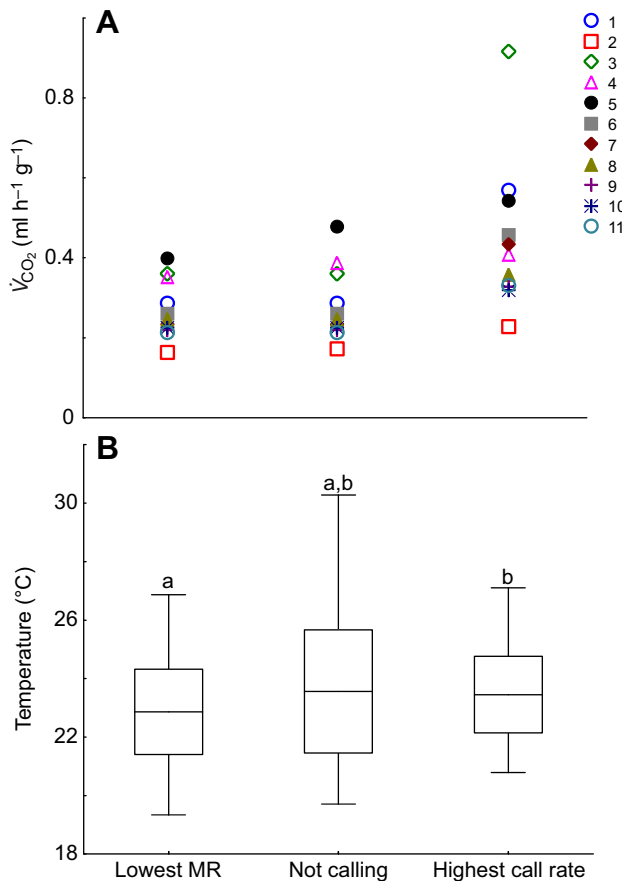 A
1
2
3
4
5
6
7
8
9
10
11
0.8
0.4
0
V̇CO₂ (ml h⁻¹ g⁻¹)
B
30
26
22
18
Temperature (°C)
a
a,b
b
Lowest MR Not calling Highest call rate